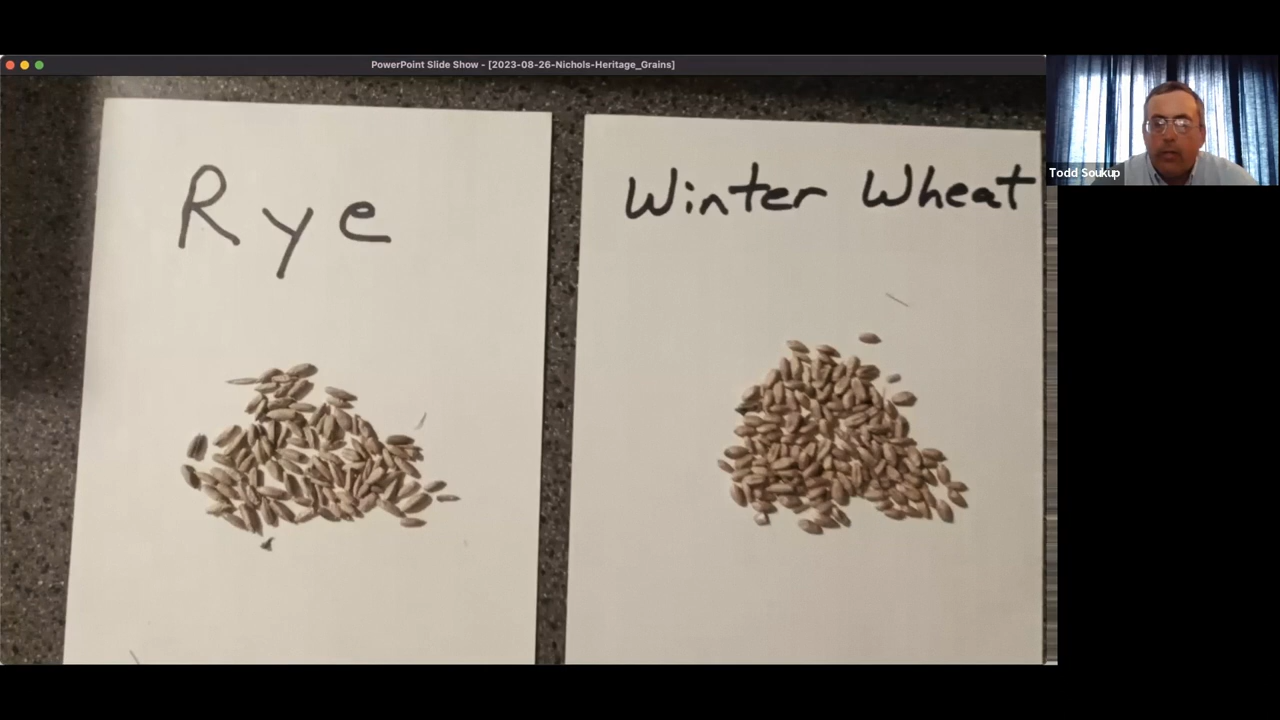 PowerPoint Slide Show - [2023-08-26-Nichols-Heritage_Grains]
Rye
Winter Wheat
Todd Soukup